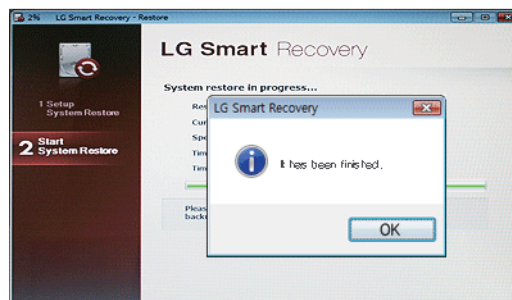 2% LG Smart Recovery - Restore
LG Smart Recovery
System restore in progress...
1 Setup
System Restore
2 Start
System Restore
LG Smart Recovery
It has been finished.
OK